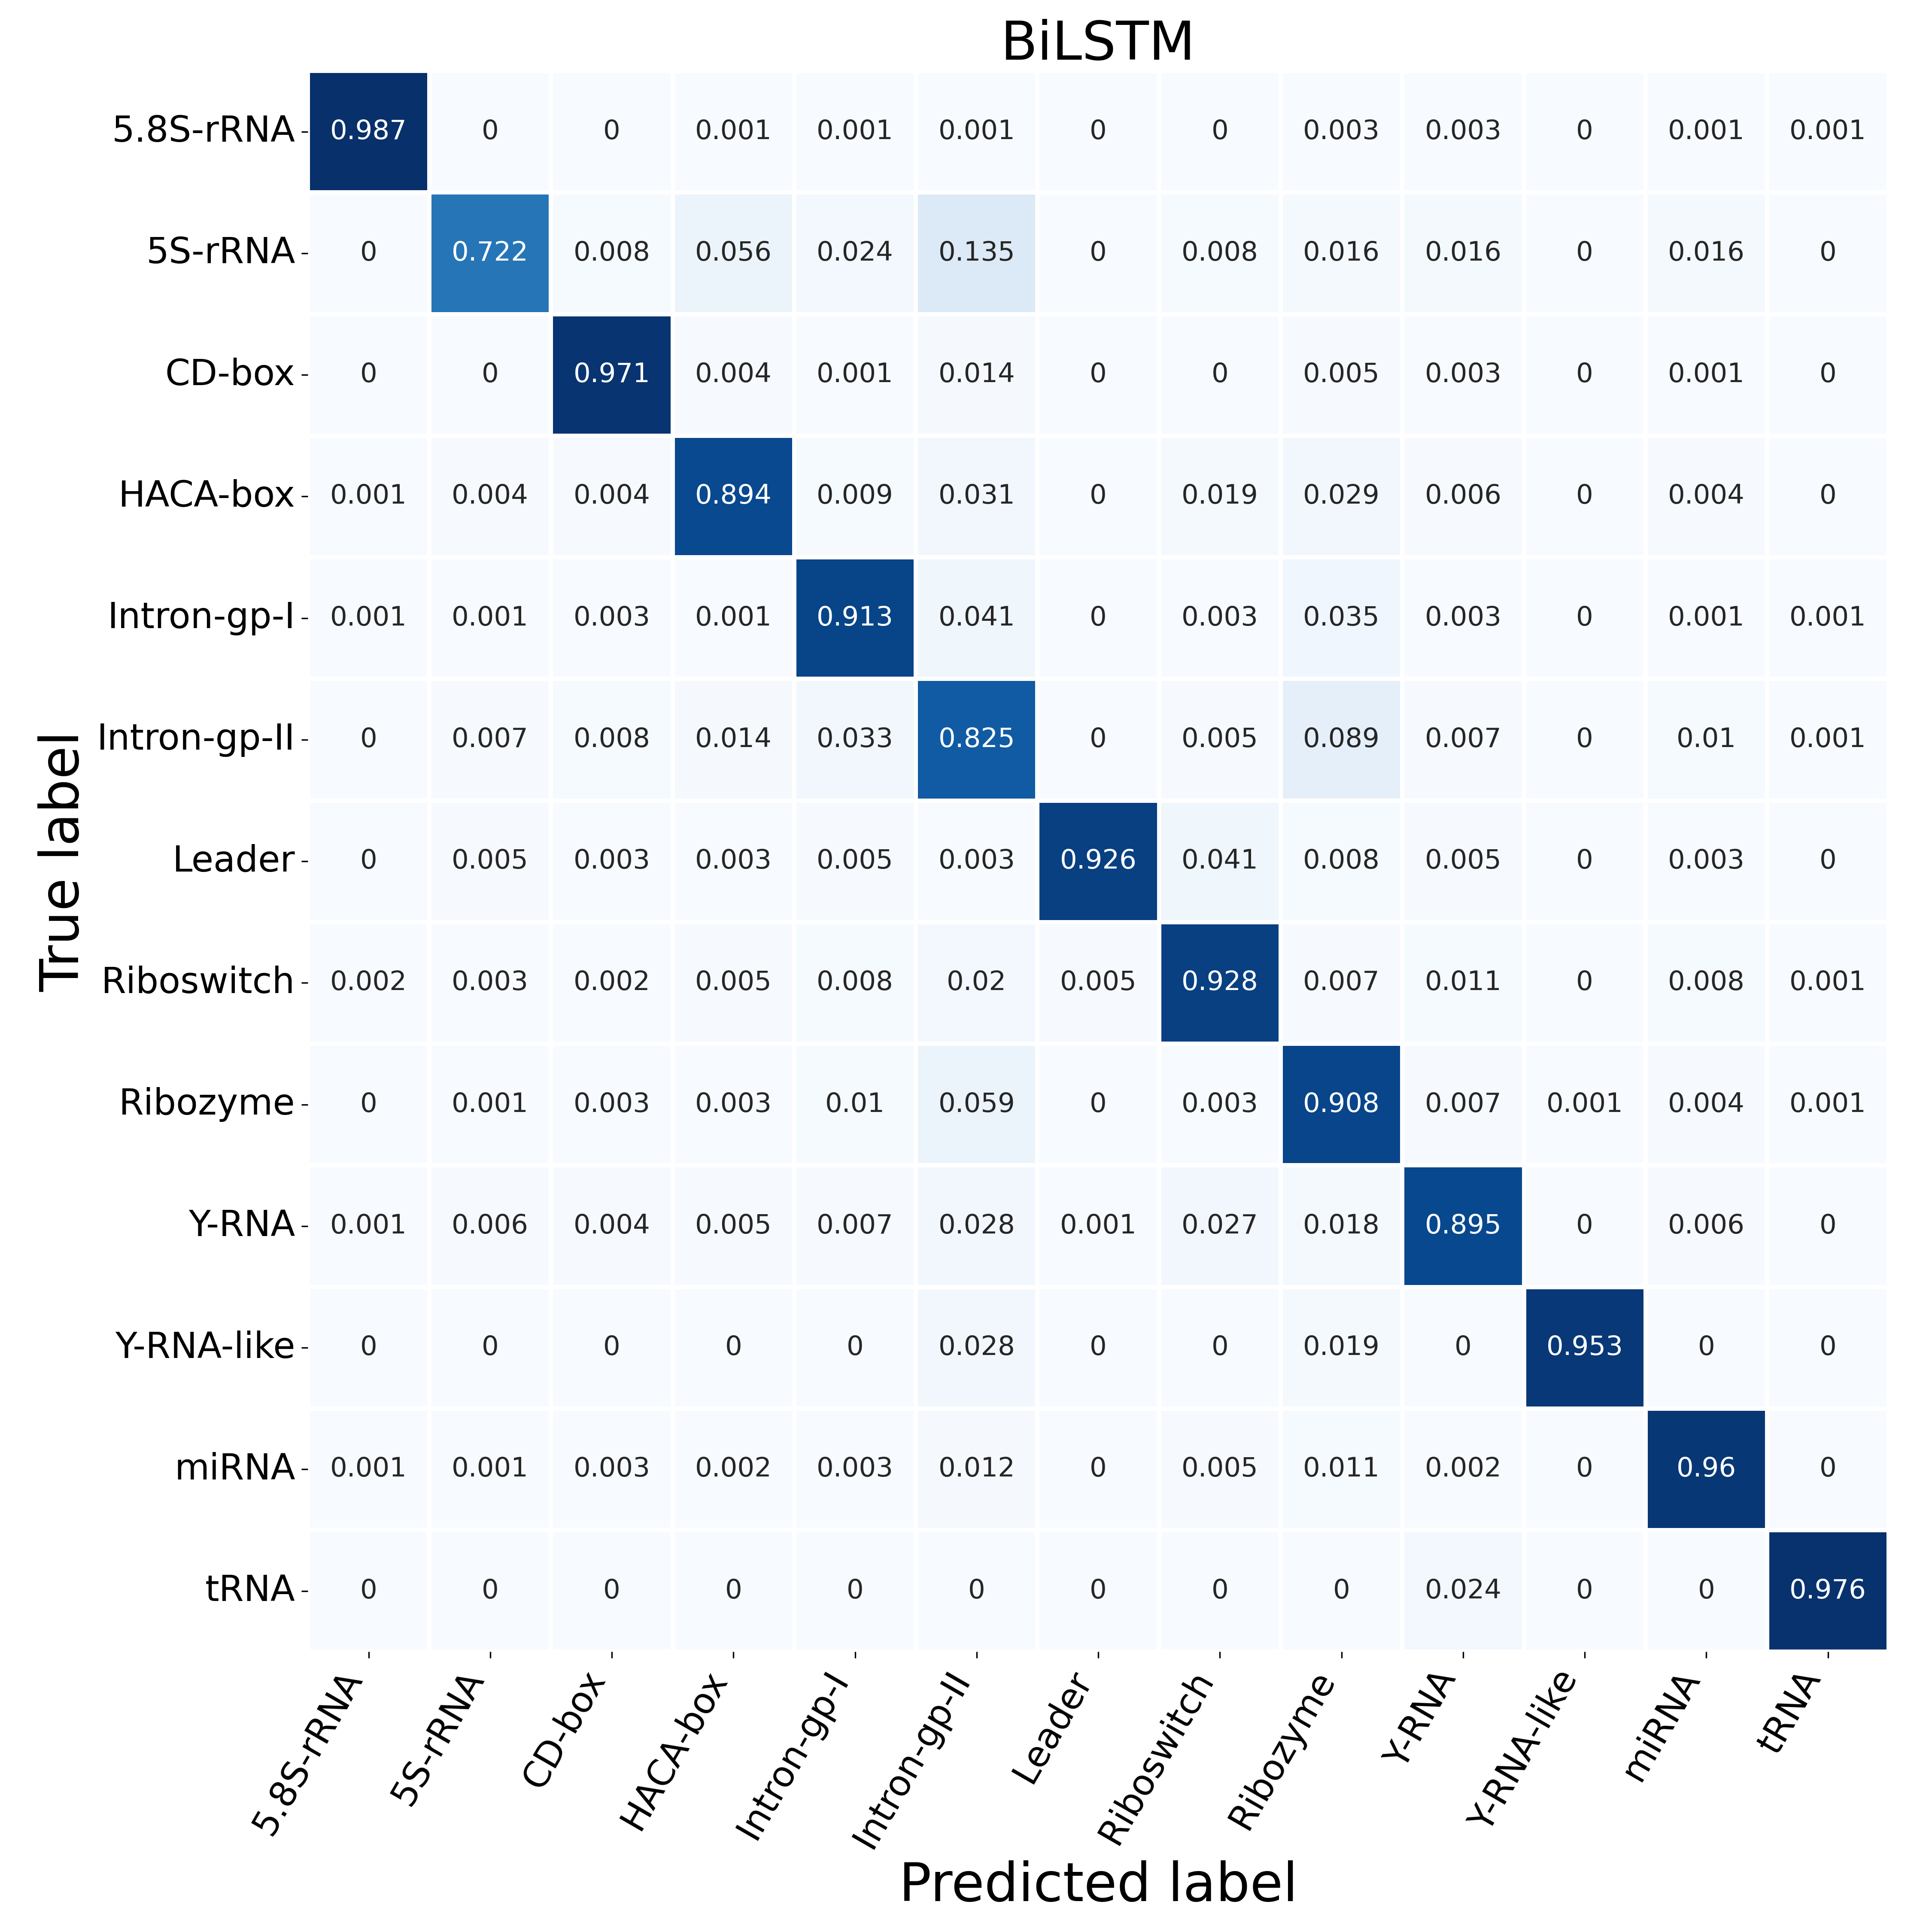 BiLSTM
5.8S-rRNA 0.987 0 0 0.001 0.001 0.001 0 0 0.003 0.003 0 0.001 0.001
5S-rRNA 0 0.722 0.008 0.056 0.024 0.135 0 0.008 0.016 0.016 0 0.016 0
CD-box 0 0 0.971 0.004 0.001 0.014 0 0 0.005 0.003 0 0.001 0
HACA-box 0.001 0.004 0.004 0.894 0.009 0.031 0 0.019 0.029 0.006 0 0.004 0
Intron-gp-I 0.001 0.001 0.003 0.001 0.913 0.041 0 0.003 0.035 0.003 0 0.001 0.001
Intron-gp-II 0 0.007 0.008 0.014 0.033 0.825 0 0.005 0.089 0.007 0 0.01 0.001
Leader 0 0.005 0.003 0.003 0.005 0.003 0.926 0.041 0.008 0.005 0 0.003 0
Riboswitch 0.002 0.003 0.002 0.005 0.008 0.02 0.005 0.928 0.007 0.011 0 0.008 0.001
Ribozyme 0 0.001 0.003 0.003 0.01 0.059 0 0.003 0.908 0.007 0.001 0.004 0.001
Y-RNA 0.001 0.006 0.004 0.005 0.007 0.028 0.001 0.027 0.018 0.895 0 0.006 0
Y-RNA-like 0 0 0 0 0 0.028 0 0 0.019 0 0.953 0 0
miRNA 0.001 0.001 0.003 0.002 0.003 0.012 0 0.005 0.011 0.002 0 0.96 0
tRNA 0 0 0 0 0 0 0 0 0 0.024 0 0 0.976
True label
5.8S-rRNA 5S-rRNA CD-box HACA-box Intron-gp-I Intron-gp-II Leader Riboswitch Ribozyme Y-RNA Y-RNA-like miRNA tRNA
Predicted label